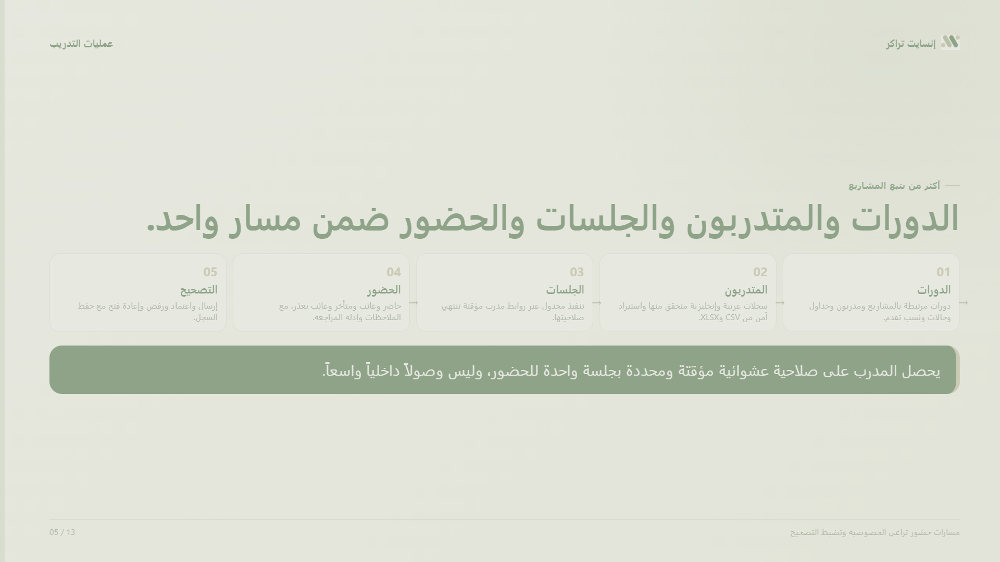 إنسايت تراكر
عمليات التدريب
أكثر من تتبع المشاريع
الدورات والمتدربون والجلسات والحضور ضمن مسار واحد.
01
الدورات
دورات مرتبطة بالمشاريع ومدربون وجداول
وحالات ونسب تقدم.
→
02
المتدربون
سجلات عربية وإنجليزية متحقق منها واستيراد
آمن من CSV وXLSX.
→
03
الجلسات
تنفيذ مجدول عبر روابط مدرب مؤقتة تنتهي
صلاحيتها.
→
04
الحضور
حاضر وغائب ومتأخر وغائب بعذر، مع
الملاحظات وأدلة المراجعة.
→
05
التصحيح
إرسال واعتماد ورفض وإعادة فتح مع حفظ
السجل.
يحصل المدرب على صلاحية عشوائية مؤقتة ومحددة بجلسة واحدة للحضور، وليس وصولاً داخلياً واسعاً.
مسارات حضور تراعي الخصوصية وتضبط التصحيح
05 / 13